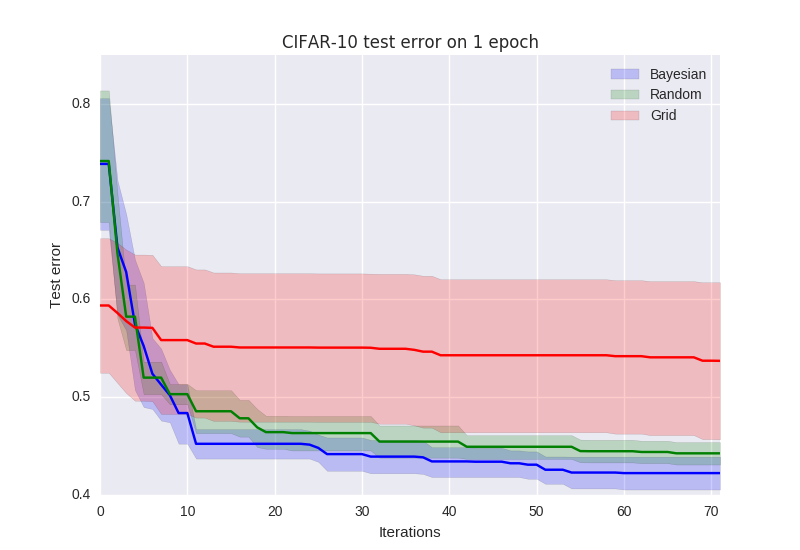 CIFAR-10 test error on 1 epoch
Bayesian
Random
Grid
Test error
0.8
0.7
0.6
0.5
0.4
0 10 20 30 40 50 60 70
Iterations